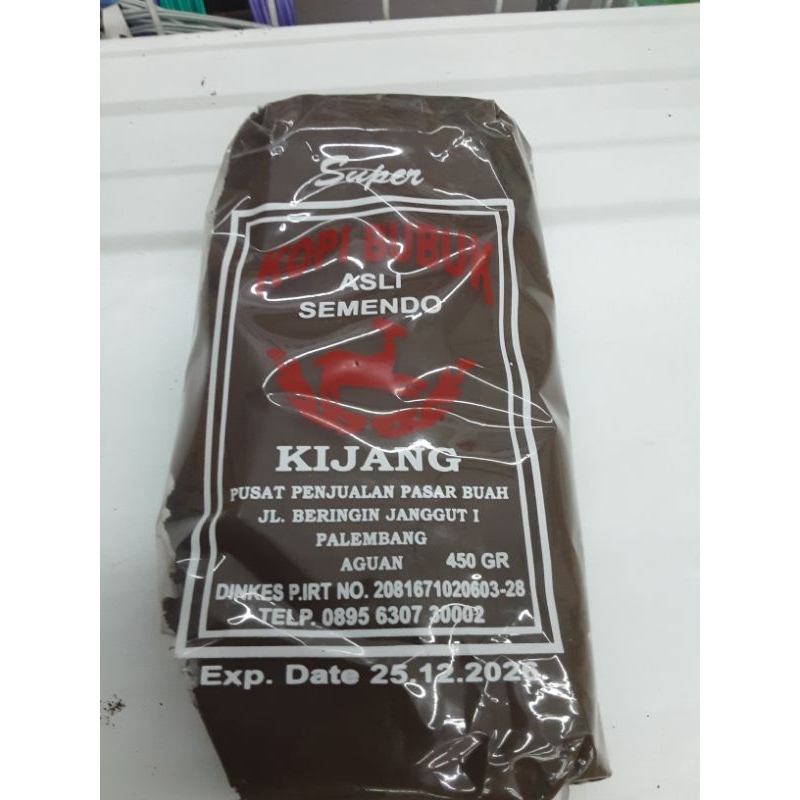 Super
KOPI BUBUK
ASLI
SEMENDO
KIJANG
PUSAT PENJUALAN PASAR BUAH
JL. BERINGIN JANGGUT I
PALEMBANG
AGUAN 450 GR
DINKES P.IRT NO. 2081671020603-28
TELP. 0895 6307 30002
Exp. Date 25.12.2026